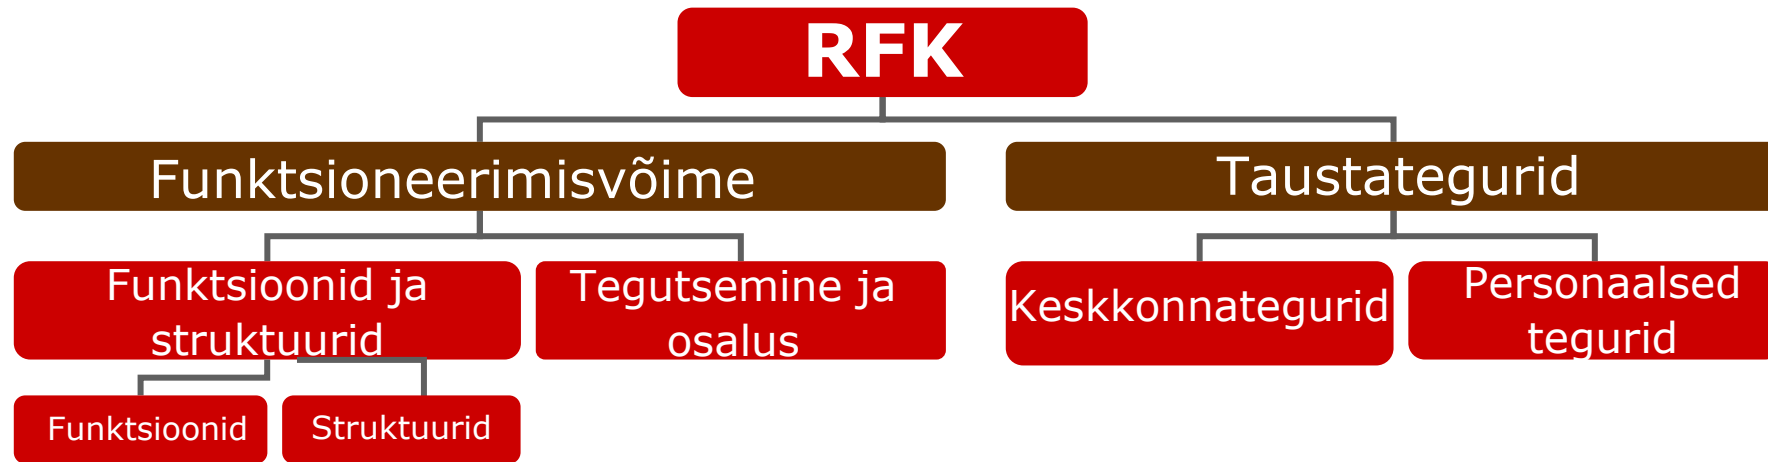 RFK
Funktsioneerimisvõime
Taustategurid
Funktsioonid ja
struktuurid
Tegutsemine ja
osalus
Keskkonnategurid
Personaalsed
tegurid
Funktsioonid
Struktuurid